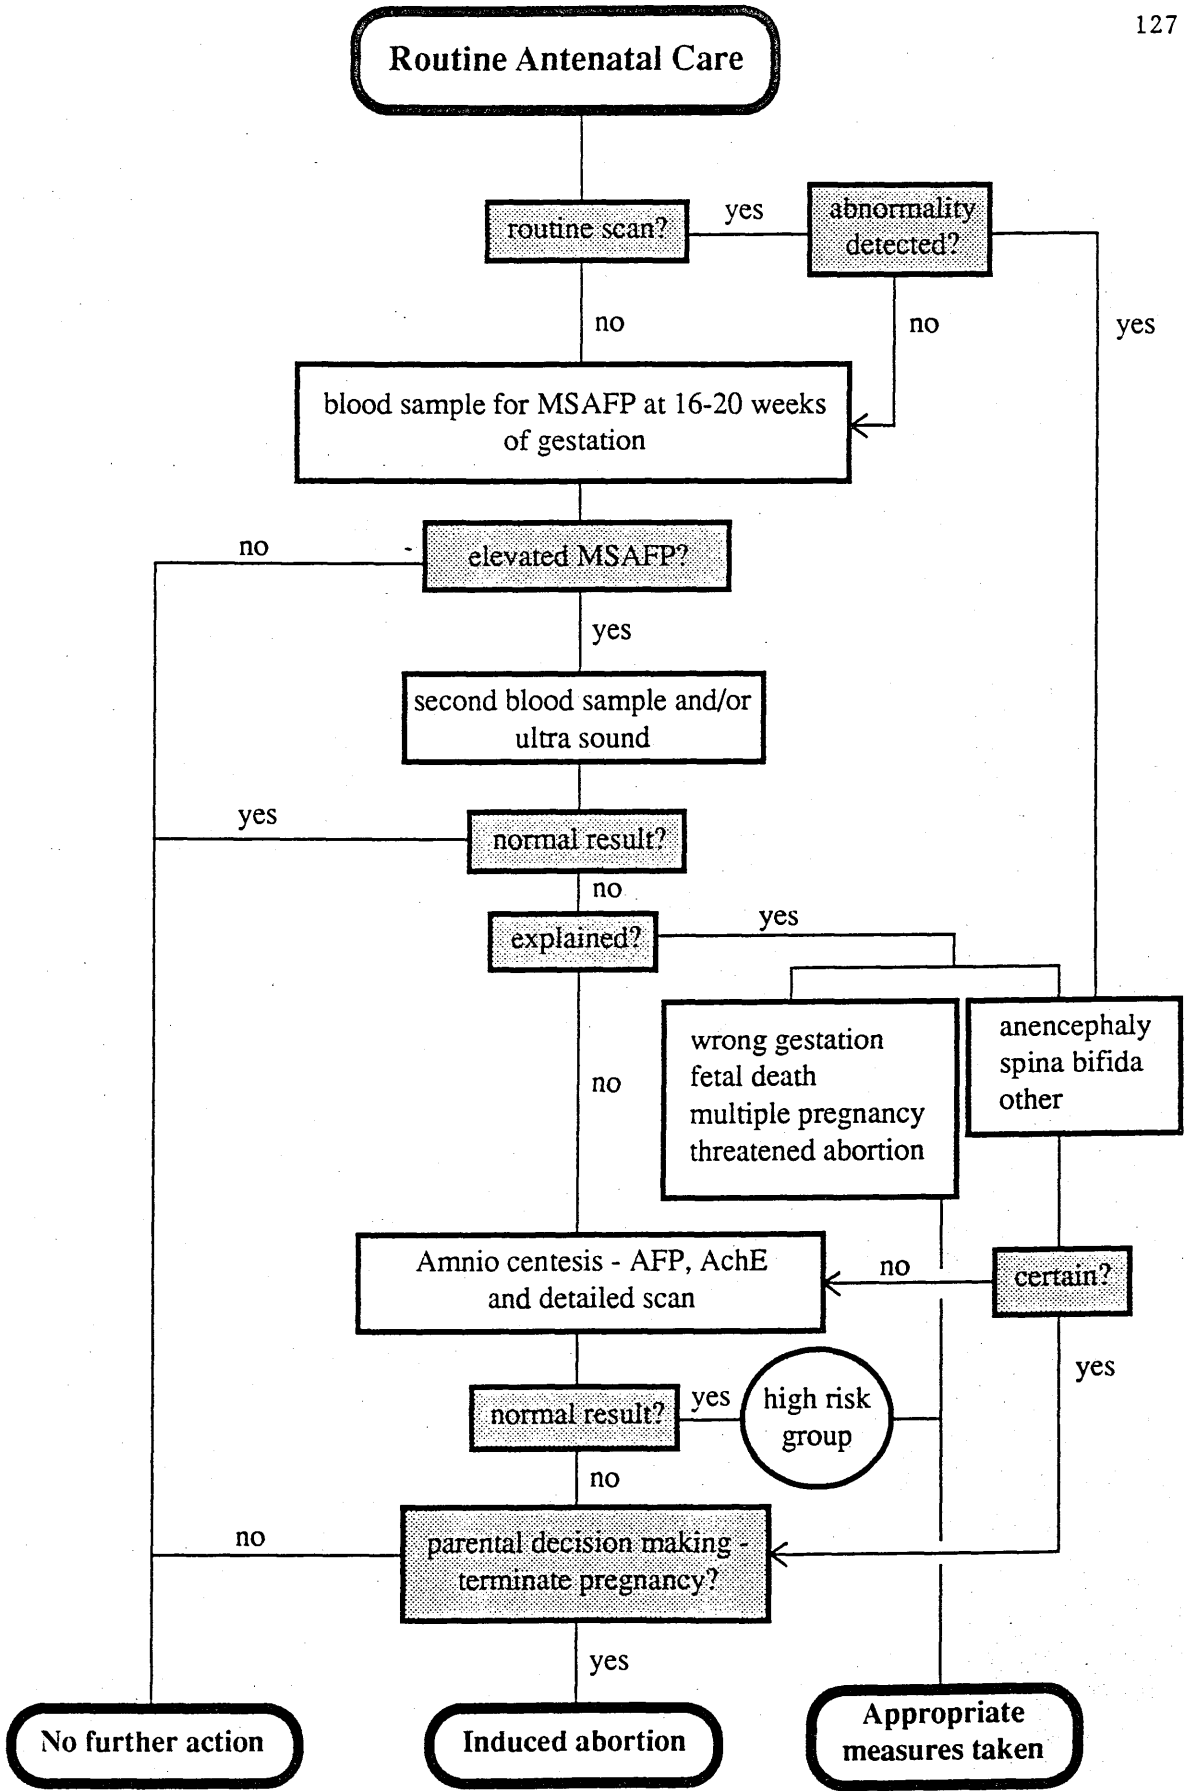 127
Routine Antenatal Care
routine scan?
yes
abnormality
detected?
no
no
yes
blood sample for MSAFP at 16-20 weeks
of gestation
no
elevated MSAFP?
yes
second blood sample and/or
ultra sound
yes
normal result?
no
explained?
yes
wrong gestation
fetal death
multiple pregnancy
threatened abortion
anencephaly
spina bifida
other
no
Amnio centesis - AFP, AchE
and detailed scan
no
certain?
yes
normal result?
yes
high risk
group
no
no
parental decision making -
terminate pregnancy?
yes
No further action
Induced abortion
Appropriate
measures taken